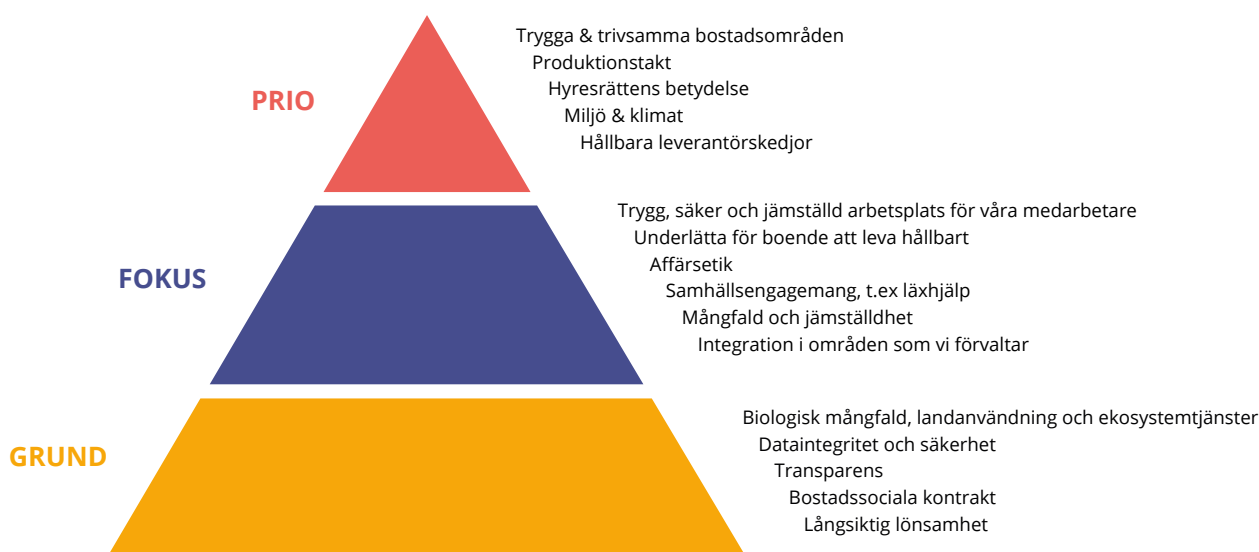 PRIO
Trygga & trivsamma bostadsområden
Produktionstakt
Hyresrättens betydelse
Miljö & klimat
Hållbara leverantörskedjor
FOKUS
Trygg, säker och jämställd arbetsplats för våra medarbetare
Underlätta för boende att leva hållbart
Affärsetik
Samhällsengagemang, t.ex läxhjälp
Mångfald och jämställdhet
Integration i områden som vi förvaltar
GRUND
Biologisk mångfald, landanvändning och ekosystemtjänster
Dataintegritet och säkerhet
Transparens
Bostadssociala kontrakt
Långsiktig lönsamhet